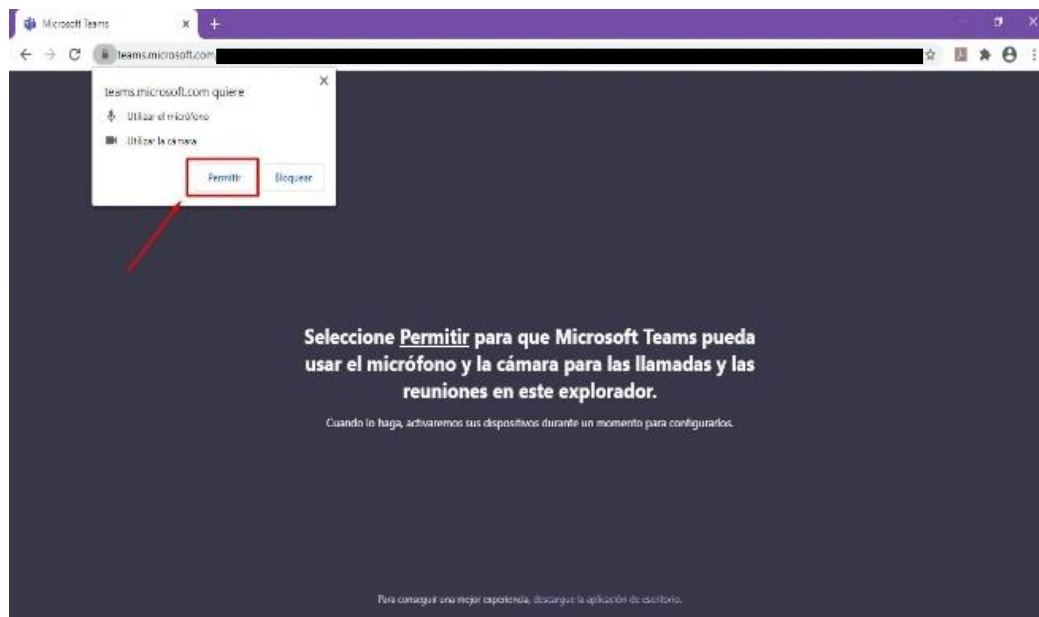 Microsoft Teams
teams.microsoft.com
teams.microsoft.com quiere
Utilizar el micrófono
Utilizar la cámara
Permitir Bloquear
Seleccione Permitir para que Microsoft Teams pueda
usar el micrófono y la cámara para las llamadas y las
reuniones en este explorador.
Cuando lo haga, activaremos sus dispositivos durante un momento para configurarlos.
Para conseguir una mejor experiencia, descargue la aplicación de escritorio.